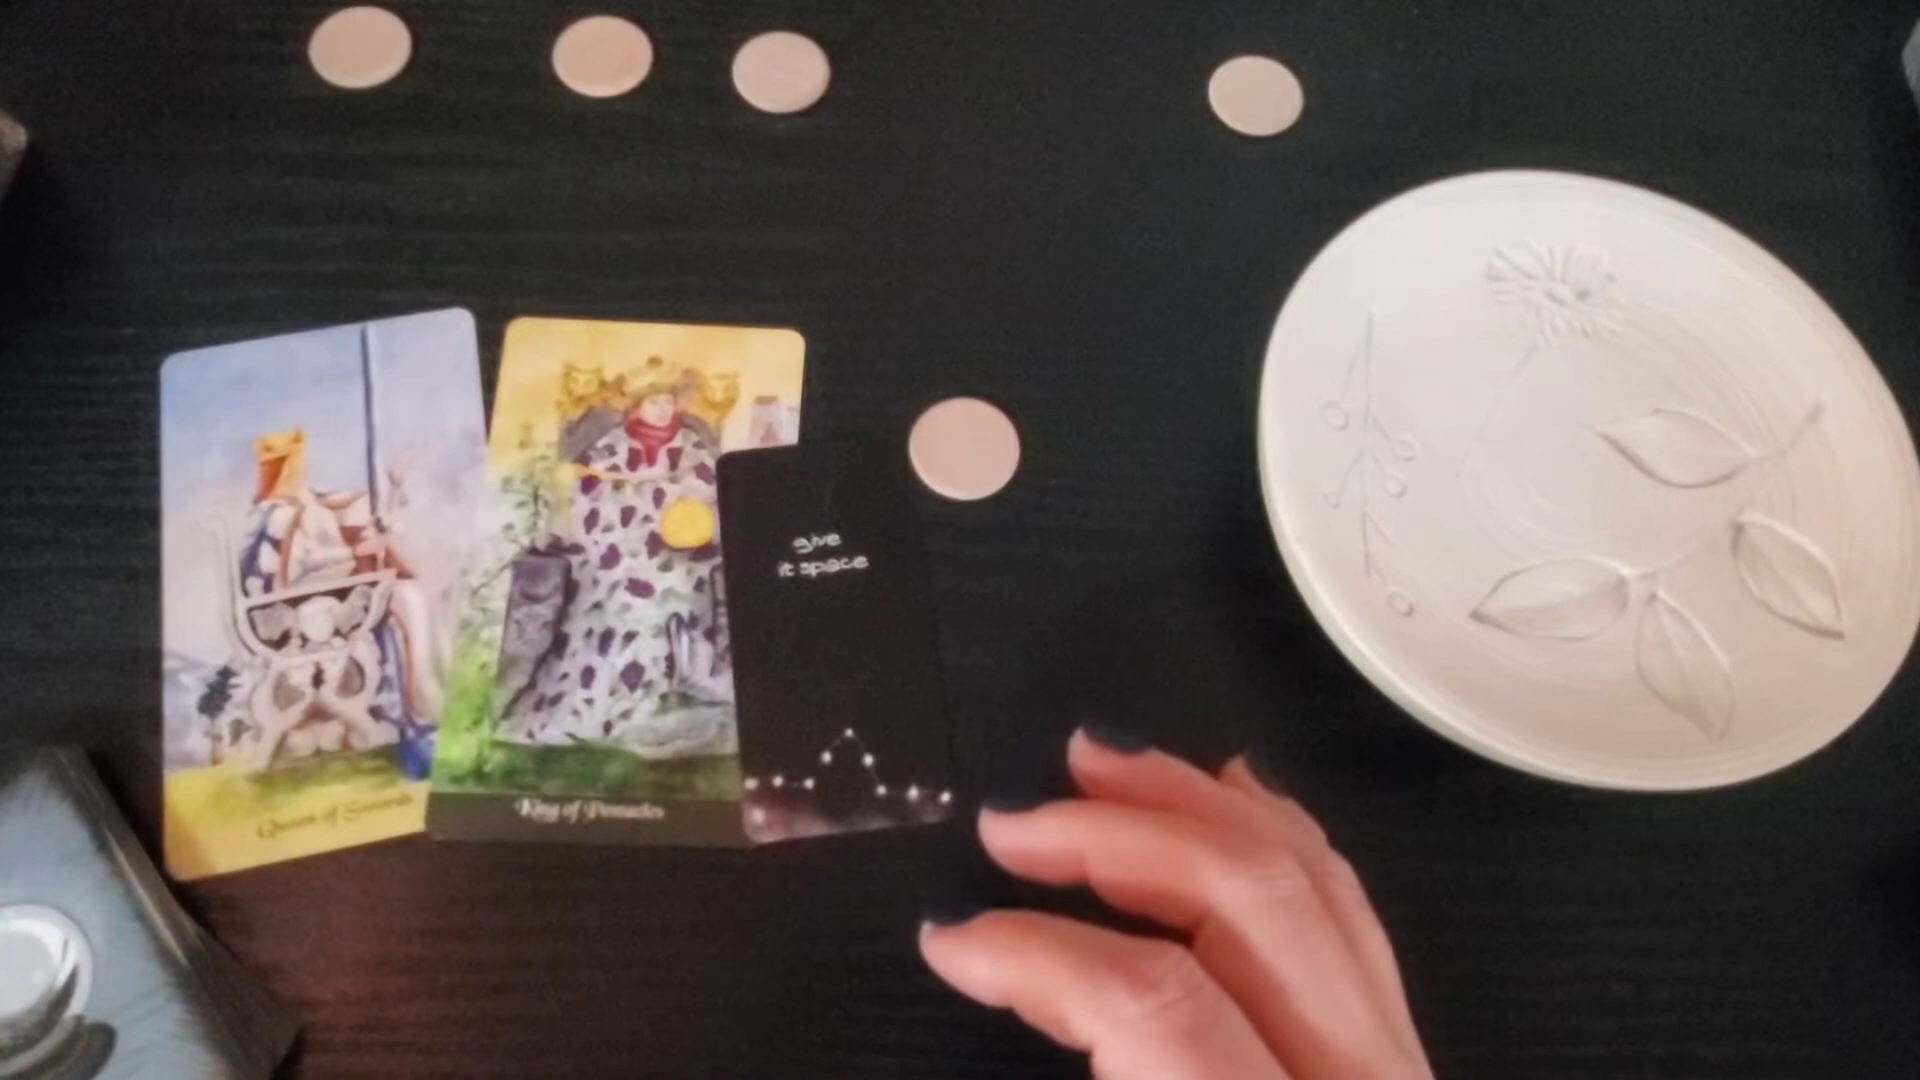 give
it space
Queen of Swords
King of Pentacles